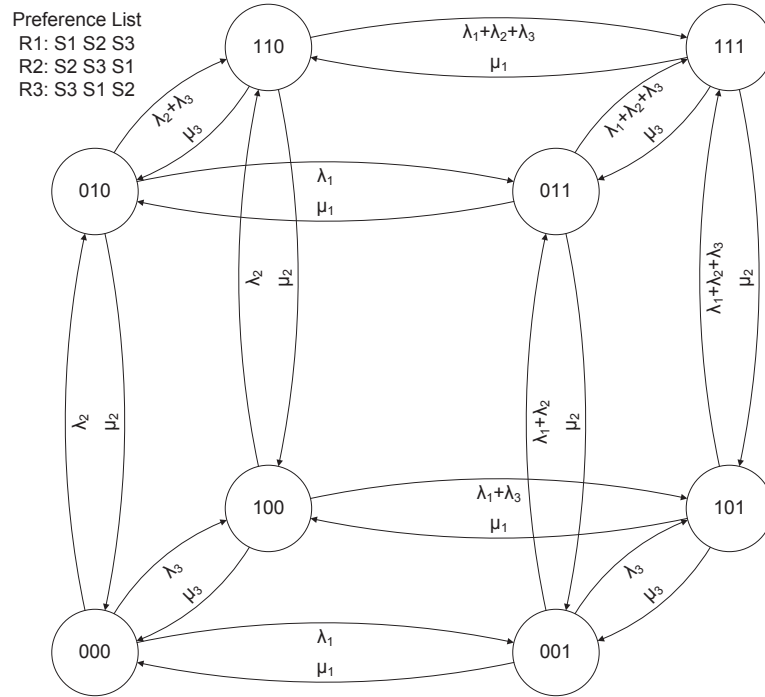 Preference List
R1: S1 S2 S3
R2: S2 S3 S1
R3: S3 S1 S2
110
λ₁+λ₂+λ₃
μ₁
111
λ₂+λ₃
μ₃
λ₁+λ₂+λ₃
μ₃
010
λ₁
μ₁
011
λ₂
μ₂
λ₁+λ₂+λ₃
μ₂
λ₂
μ₂
λ₁+λ₂
μ₂
100
λ₁+λ₃
μ₁
101
λ₃
μ₃
λ₃
μ₃
000
λ₁
μ₁
001